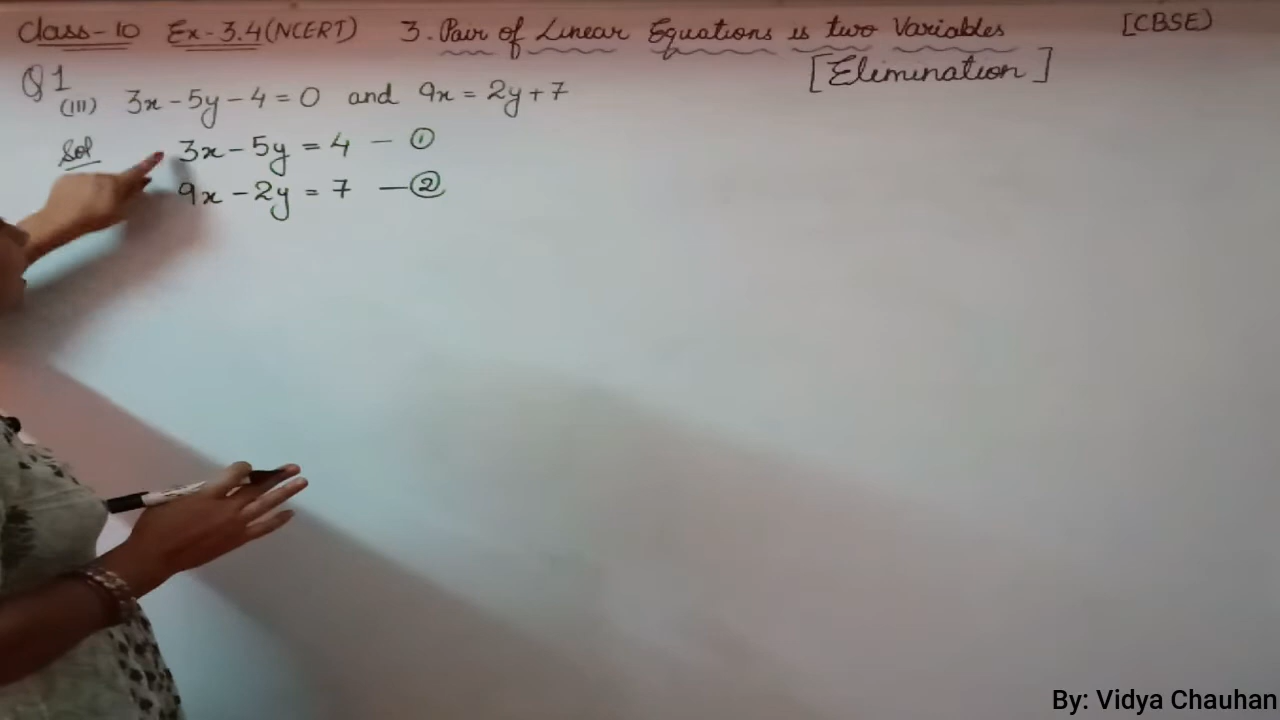 Class-10 Ex-3.4(NCERT) 3. Pair of Linear Equations is two Variables [CBSE)
[Elimination]
Q1
(III) 3x - 5y - 4 = 0 and 9x = 2y + 7
Sol 3x - 5y = 4 - ①
9x - 2y = 7 - ②
By: Vidya Chauhan